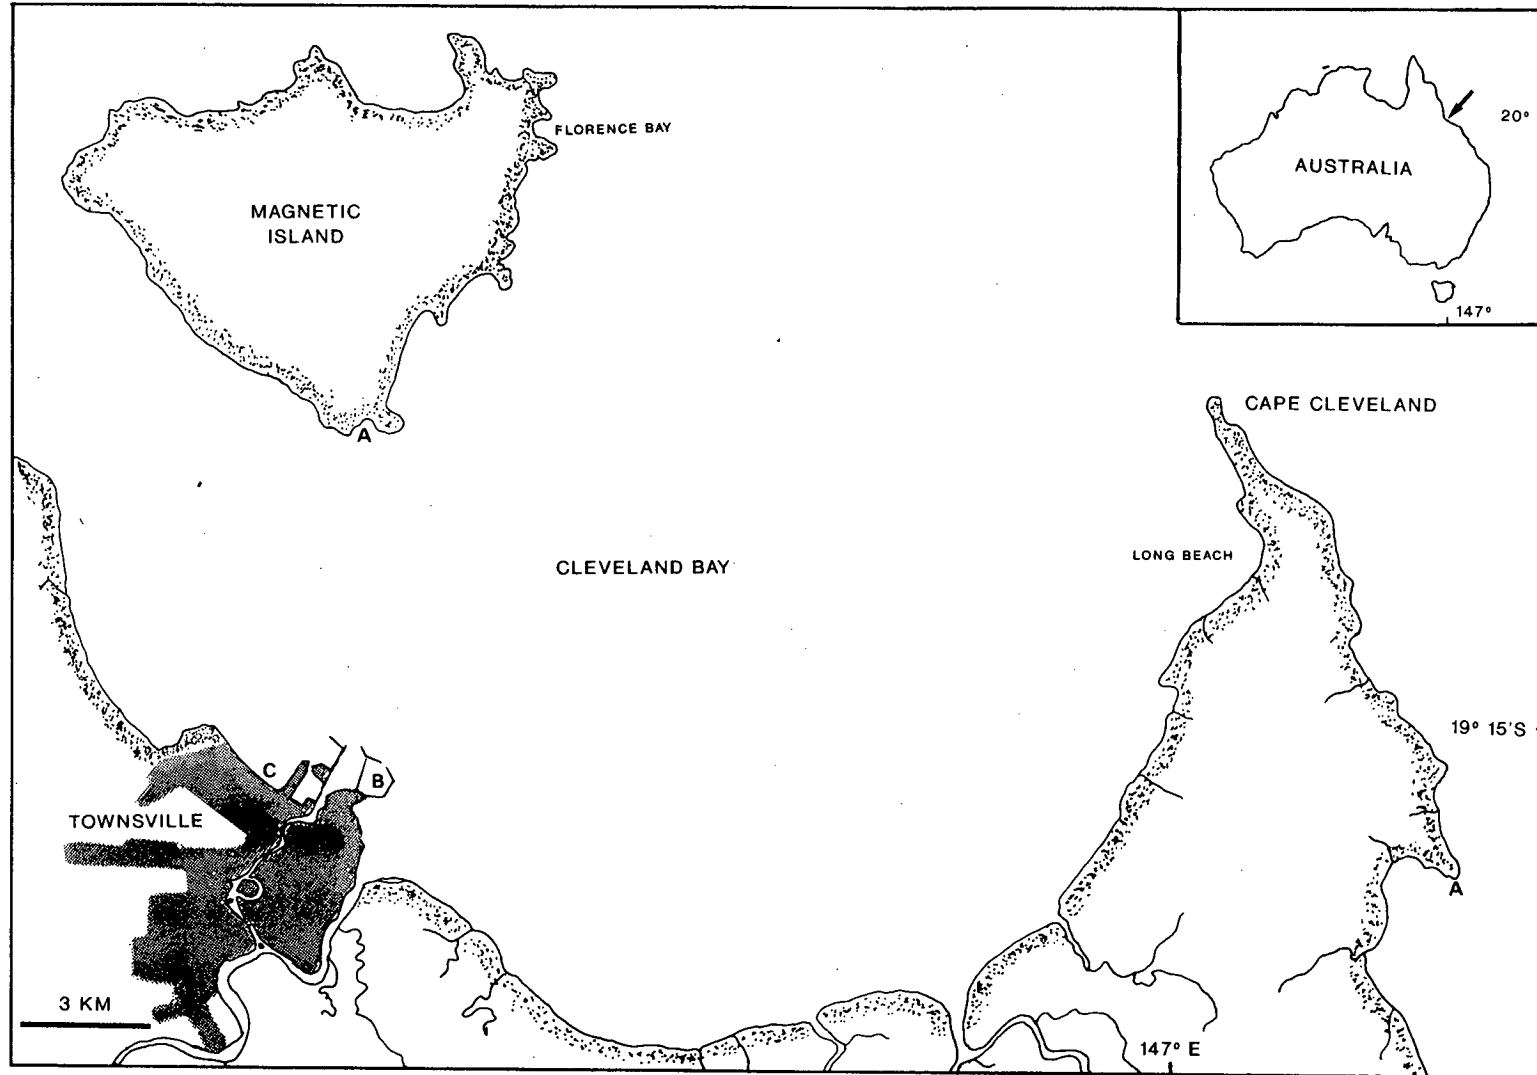 FLORENCE BAY
MAGNETIC
ISLAND
A
20°
AUSTRALIA
147°
CAPE CLEVELAND
LONG BEACH
CLEVELAND BAY
19° 15'S
C
B
TOWNSVILLE
A
3 KM
147° E